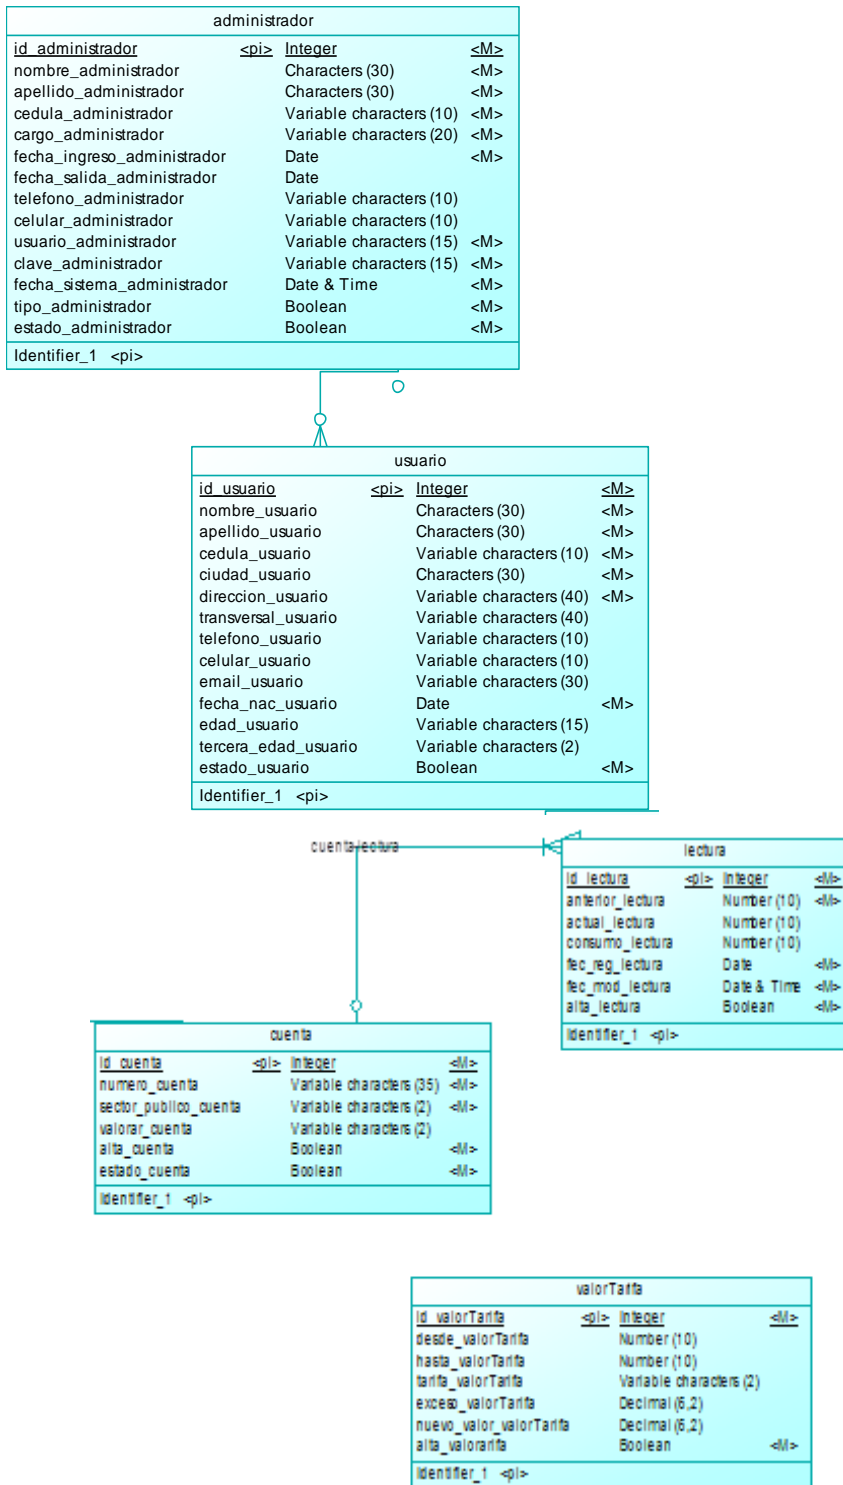 administrador
id_administrador <pi> Integer <M>
nombre_administrador Characters (30) <M>
apellido_administrador Characters (30) <M>
cedula_administrador Variable characters (10) <M>
cargo_administrador Variable characters (20) <M>
fecha_ingreso_administrador Date <M>
fecha_salida_administrador Date
telefono_administrador Variable characters (10)
celular_administrador Variable characters (10)
usuario_administrador Variable characters (15) <M>
clave_administrador Variable characters (15) <M>
fecha_sistema_administrador Date & Time <M>
tipo_administrador Boolean <M>
estado_administrador Boolean <M>
Identifier_1 <pi>
usuario
id_usuario <pi> Integer <M>
nombre_usuario Characters (30) <M>
apellido_usuario Characters (30) <M>
cedula_usuario Variable characters (10) <M>
ciudad_usuario Characters (30) <M>
direccion_usuario Variable characters (40) <M>
transversal_usuario Variable characters (40)
telefono_usuario Variable characters (10)
celular_usuario Variable characters (10)
email_usuario Variable characters (30)
fecha_nac_usuario Date <M>
edad_usuario Variable characters (15)
tercera_edad_usuario Variable characters (2)
estado_usuario Boolean <M>
Identifier_1 <pi>
cuentalectura
lectura
id_lectura <pi> Integer <M>
anterior_lectura Number (10) <M>
actual_lectura Number (10)
consumo_lectura Number (10)
fec_reg_lectura Date <M>
fec_mod_lectura Date & Time <M>
alta_lectura Boolean <M>
Identifier_1 <pi>
cuenta
id_cuenta <pi> Integer <M>
numero_cuenta Variable characters (35) <M>
sector_publico_cuenta Variable characters (2) <M>
valorar_cuenta Variable characters (2)
alta_cuenta Boolean <M>
estado_cuenta Boolean <M>
Identifier_1 <pi>
valorTarifa
id_valorTarifa <pi> Integer <M>
desde_valorTarifa Number (10)
hasta_valorTarifa Number (10)
tarifa_valorTarifa Variable characters (2)
exceso_valorTarifa Decimal (6,2)
nuevo_valor_valorTarifa Decimal (6,2)
alta_valorarifa Boolean <M>
Identifier_1 <pi>